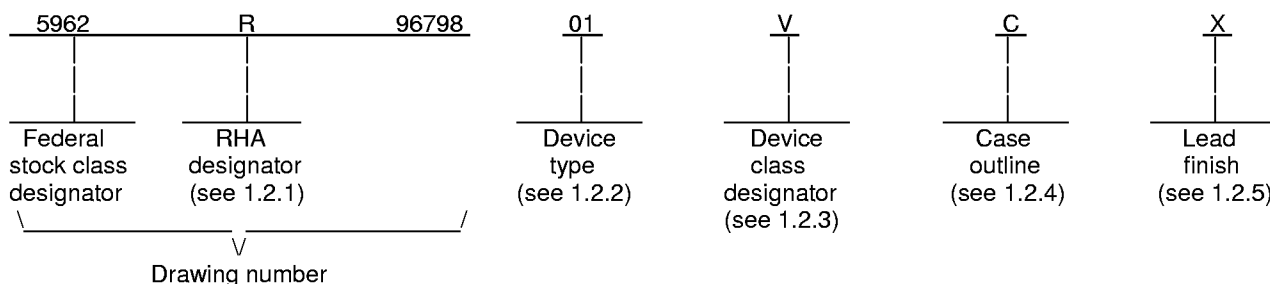 5962 R 96798 01 V C X
Federal RHA Device Device Case Lead
stock class designator type class outline finish
designator (see 1.2.1) (see 1.2.2) designator (see 1.2.4) (see 1.2.5)
(see 1.2.3)
Drawing number